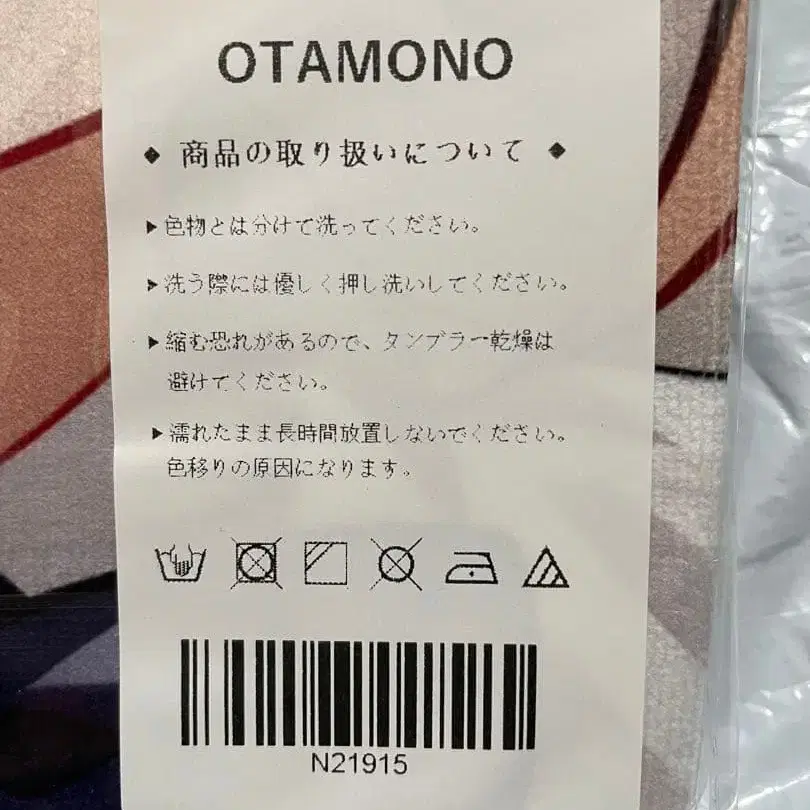 OTAMONO
◆ 商品の取り扱いについて ◆
▶色物とは分けて洗ってください。
▶洗う際には優しく押し洗いしてください。
▶縮む恐れがあるので、タンブラー乾燥は
避けてください。
▶濡れたまま長時間放置しないでください。
色移りの原因になります。
N21915